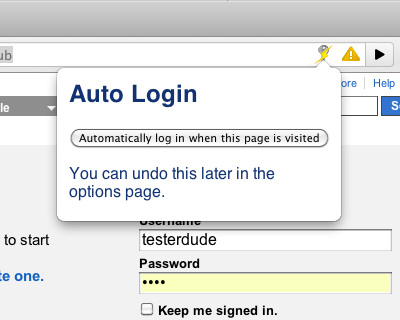 ub
ore | Help
le
Auto Login
Automatically log in when this page is visited
You can undo this later in the
options page.
Username
to start
testerdude
Password
te one.
••••
Keep me signed in.